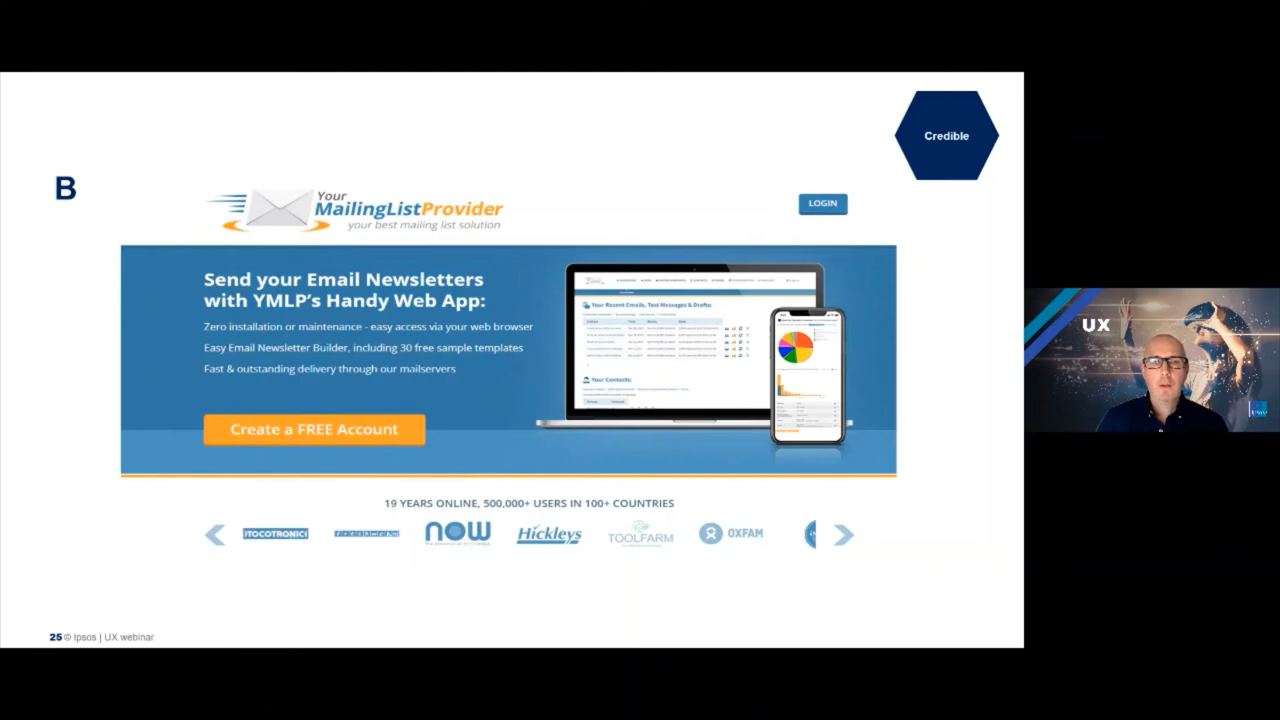 Credible
B
Your
MailingListProvider
your best mailing list solution
LOGIN
Send your Email Newsletters
with YMLP's Handy Web App:
Zero installation or maintenance - easy access via your web browser
Easy Email Newsletter Builder, including 30 free sample templates
Fast & outstanding delivery through our mailservers
Create a FREE Account
Your Recent Emails, Text Messages & Drafts:
Your Contacts:
19 YEARS ONLINE, 500,000+ USERS IN 100+ COUNTRIES
now
Hickleys
TOOLFARM
OXFAM
UX
25 © Ipsos | UX webinar